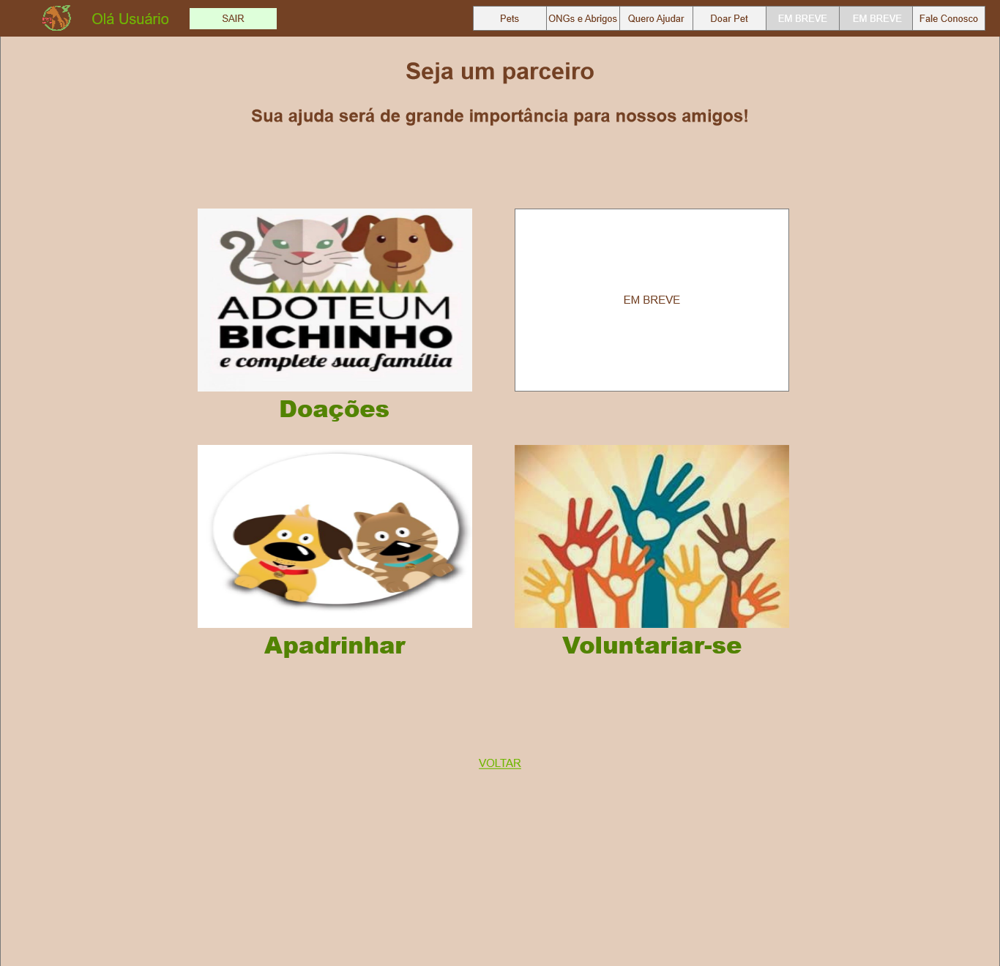 Olá Usuário
SAIR
Pets
ONGs e Abrigos
Quero Ajudar
Doar Pet
EM BREVE
EM BREVE
Fale Conosco
Seja um parceiro
Sua ajuda será de grande importância para nossos amigos!
ADOTEUM
BICHINHO
e complete sua família
EM BREVE
Doações
Apadrinhar
Voluntariar-se
VOLTAR